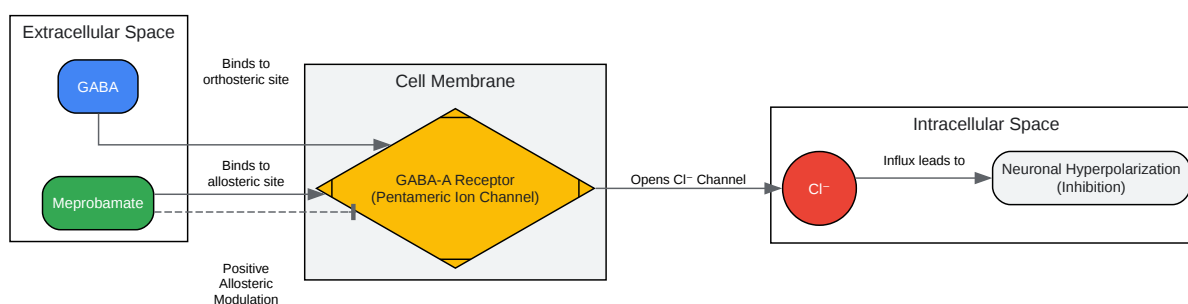 Extracellular Space
GABA
Binds to
orthosteric site
Meprobamate
Binds to
allosteric site
Positive
Allosteric
Modulation
Cell Membrane
GABA-A Receptor
(Pentameric Ion Channel)
Opens Cl⁻ Channel
Intracellular Space
Cl⁻
Influx leads to
Neuronal Hyperpolarization
(Inhibition)